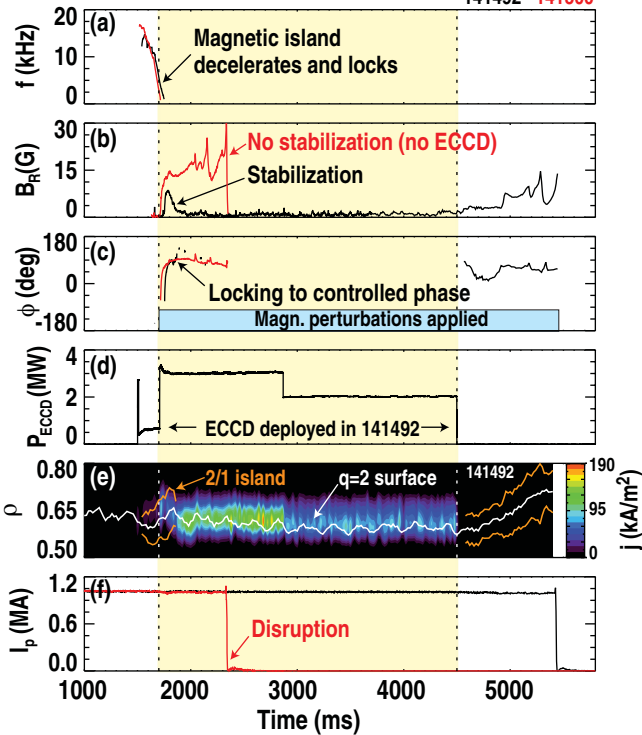 (a)
20
10
0
f (kHz)
Magnetic island
decelerates and locks
(b)
30
15
0
B_R(G)
No stabilization (no ECCD)
Stabilization
(c)
180
0
-180
ϕ (deg)
Locking to controlled phase
Magn. perturbations applied
(d)
4
2
0
P_ECCD (MW)
ECCD deployed in 141492
(e)
0.80
0.65
0.50
ρ
2/1 island
q=2 surface
141492
190
95
0
j (kA/m²)
(f)
1.2
0.6
0.0
I_p (MA)
Disruption
1000 2000 3000 4000 5000
Time (ms)